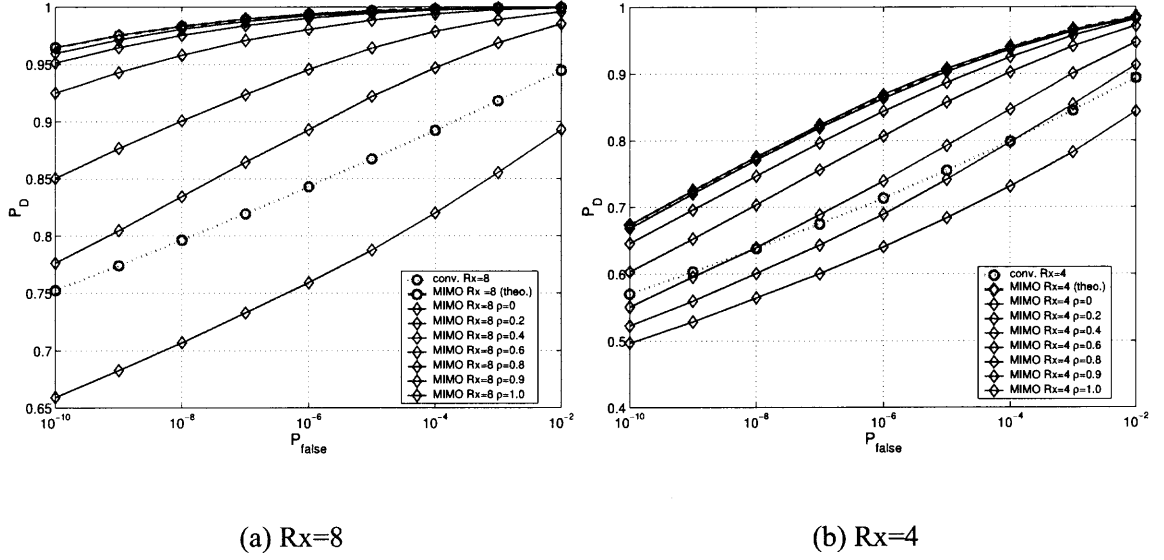 1
0.95
0.9
0.85
0.8
0.75
0.7
0.65
P_D
10^-10
10^-8
10^-6
10^-4
10^-2
P_false
conv. Rx=8
MIMO Rx =8 (theo.)
MIMO Rx=8 ρ=0
MIMO Rx=8 ρ=0.2
MIMO Rx=8 ρ=0.4
MIMO Rx=8 ρ=0.6
MIMO Rx=8 ρ=0.8
MIMO Rx=8 ρ=0.9
MIMO Rx=8 ρ=1.0
(a) Rx=8
1
0.9
0.8
0.7
0.6
0.5
0.4
P_D
10^-10
10^-8
10^-6
10^-4
10^-2
P_false
conv. Rx=4
MIMO Rx=4 (theo.)
MIMO Rx=4 ρ=0
MIMO Rx=4 ρ=0.2
MIMO Rx=4 ρ=0.4
MIMO Rx=4 ρ=0.6
MIMO Rx=4 ρ=0.8
MIMO Rx=4 ρ=0.9
MIMO Rx=4 ρ=1.0
(b) Rx=4